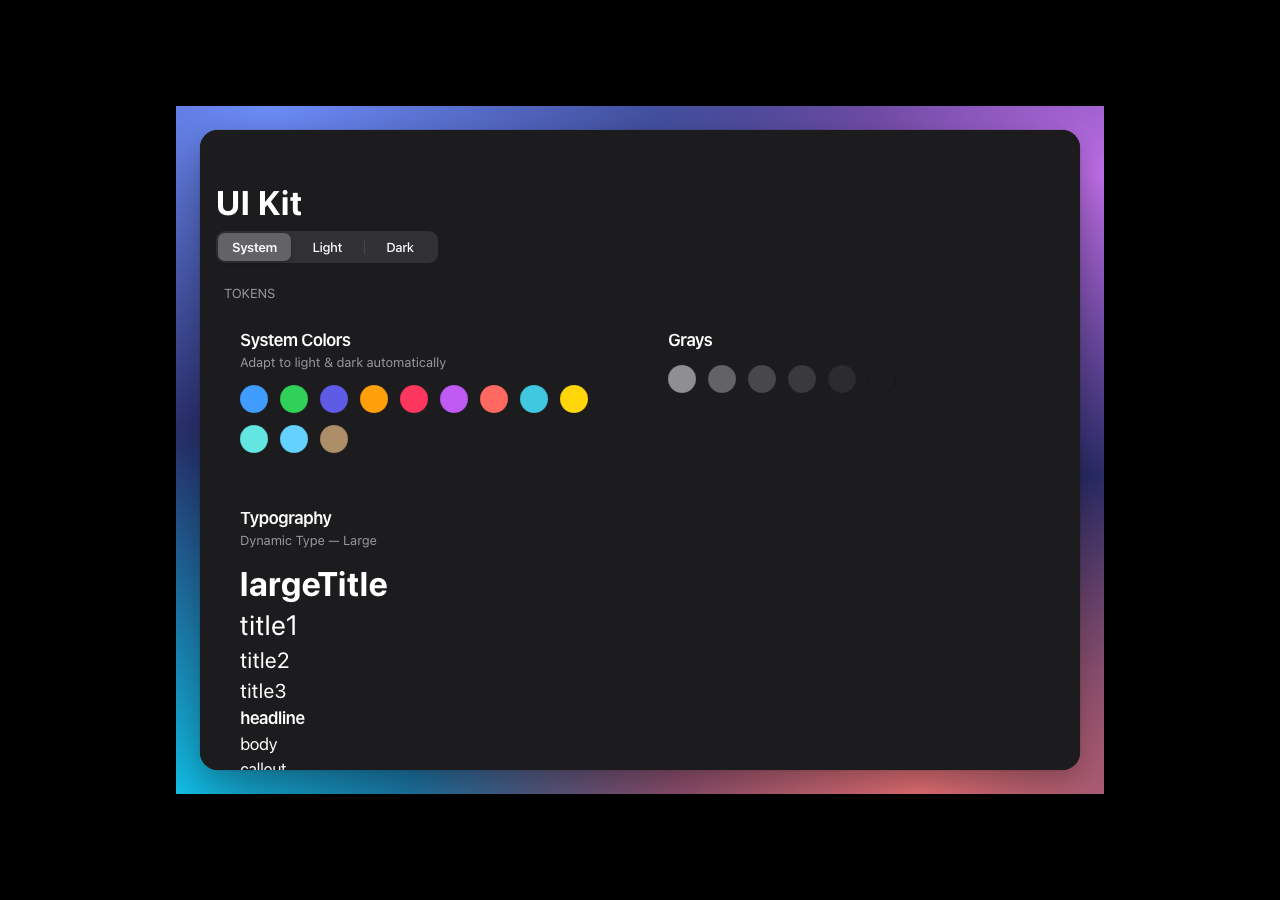 UI Kit
System Light Dark
TOKENS
System Colors
Adapt to light & dark automatically
Grays
Typography
Dynamic Type — Large
largeTitle
title1
title2
title3
headline
body
callout